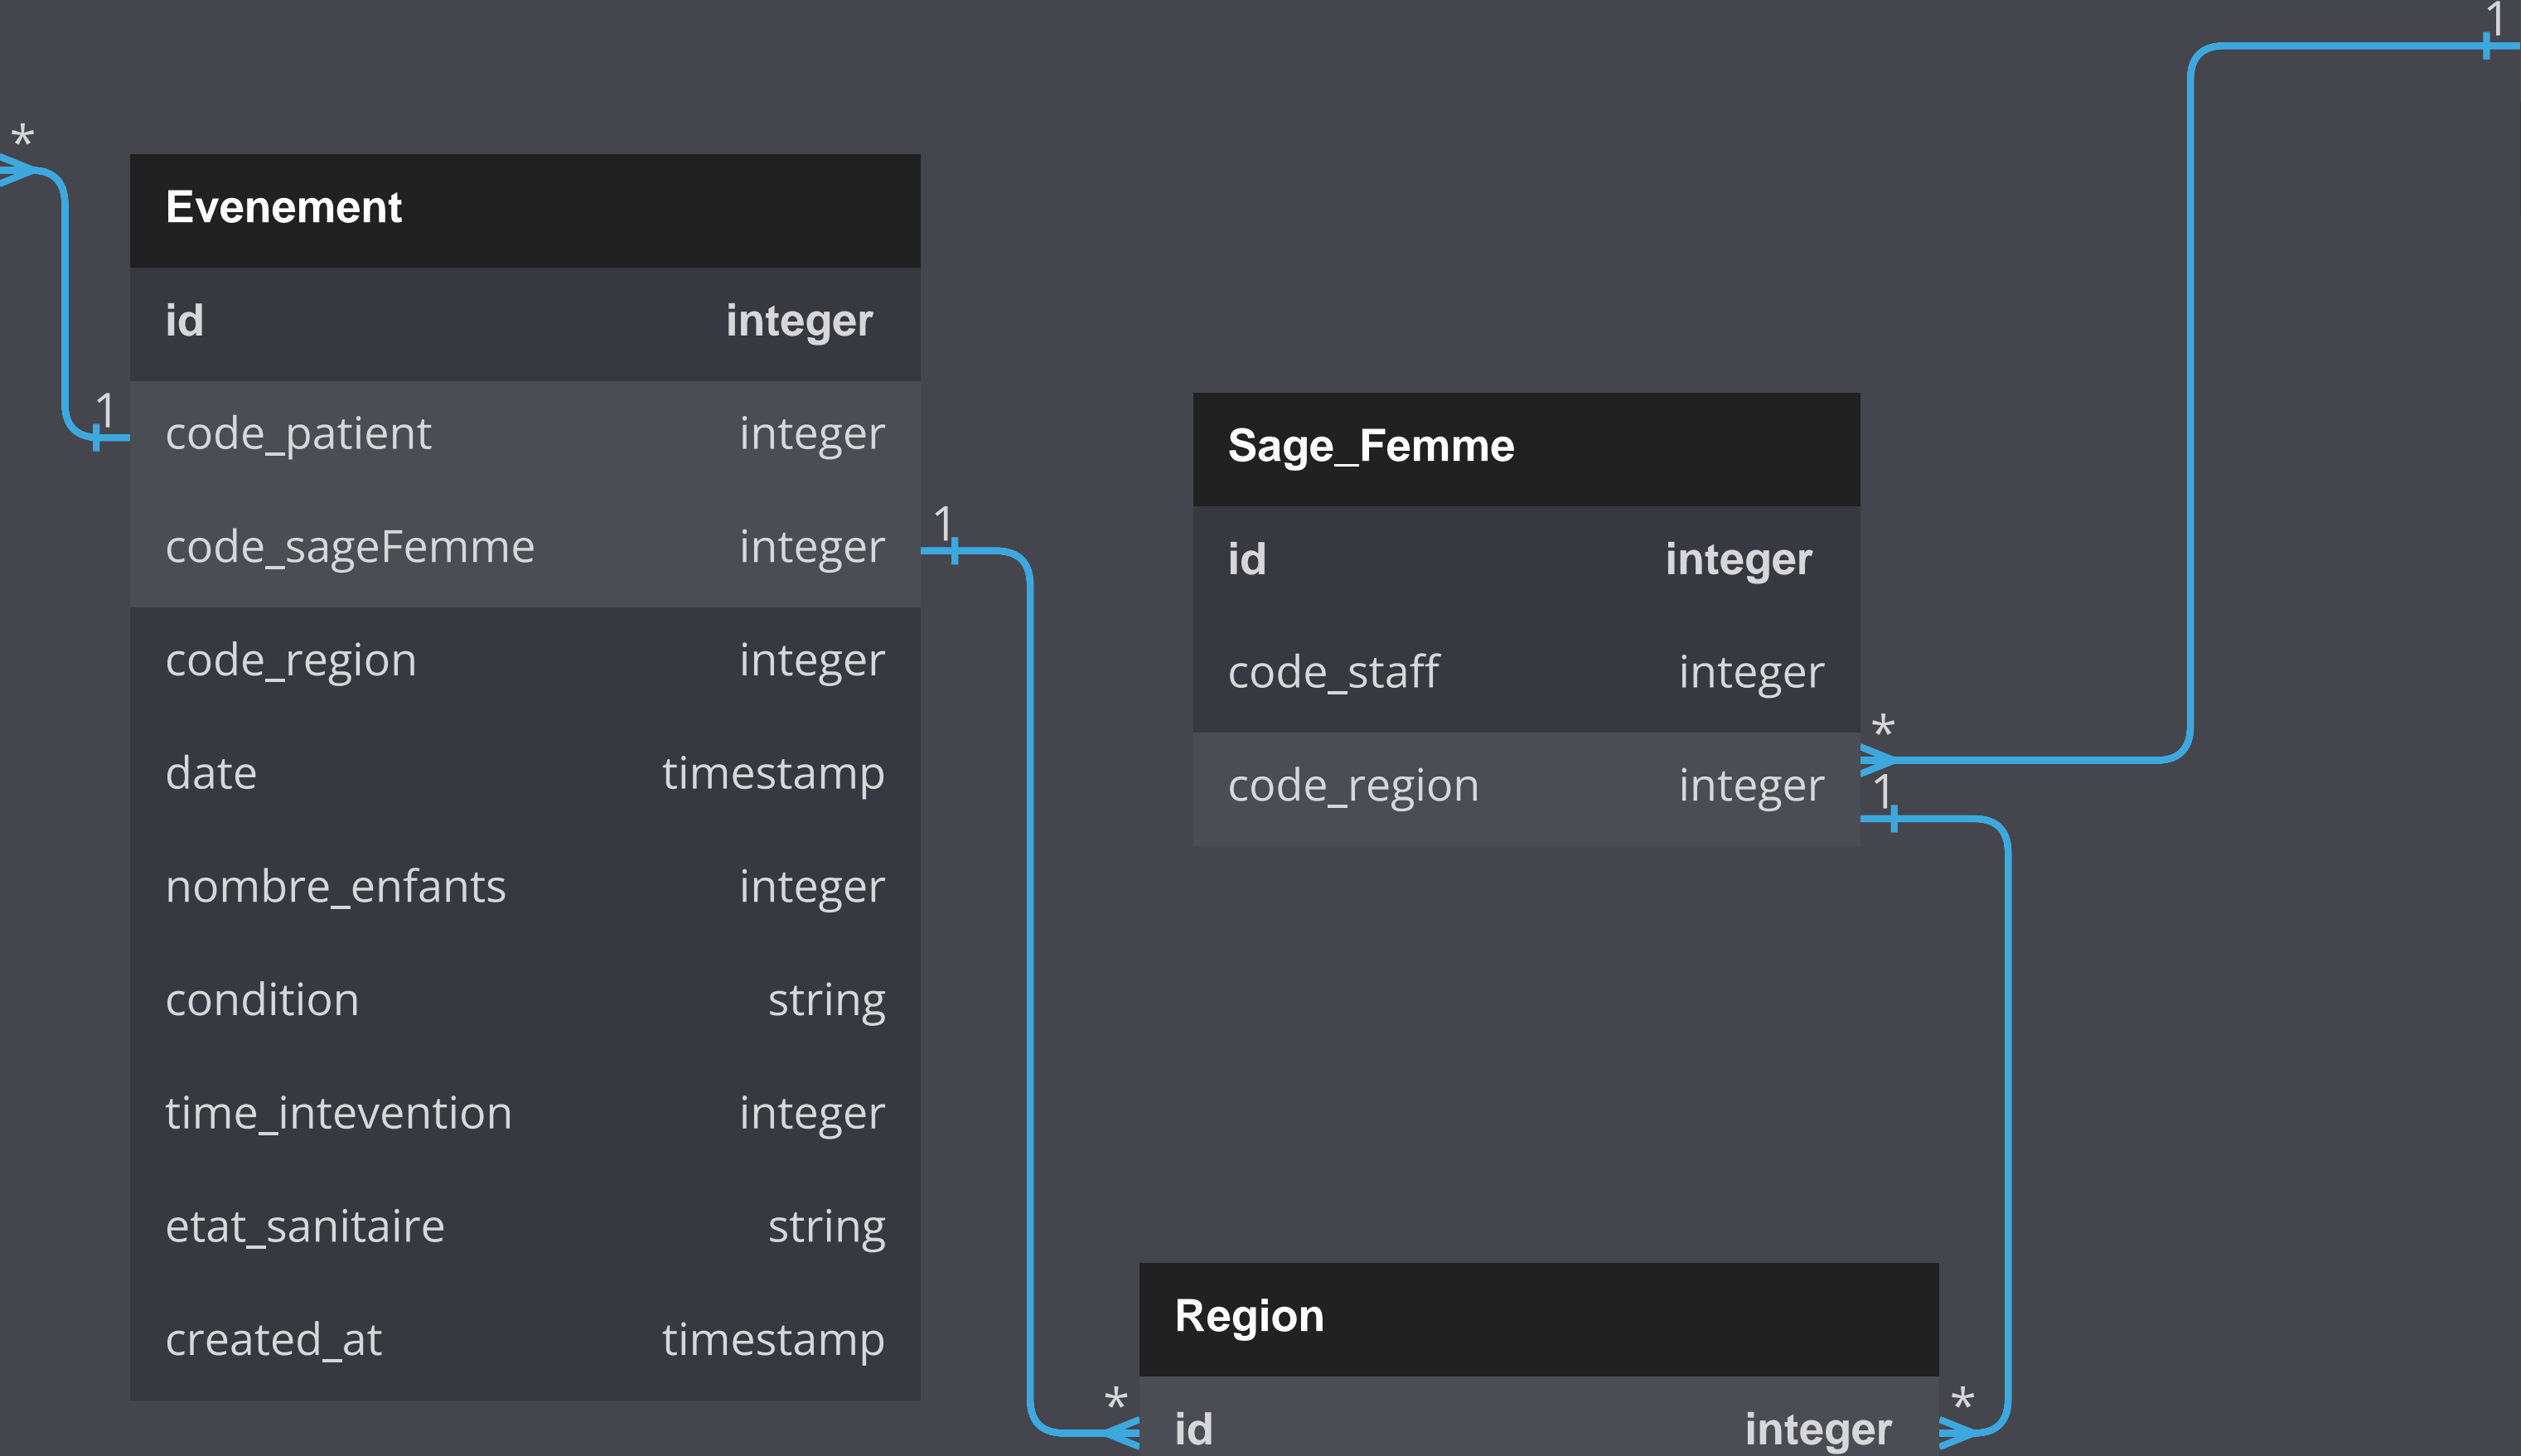 1
*
Evenement
id integer
1
code_patient integer
code_sageFemme integer
1
code_region integer
date timestamp
nombre_enfants integer
condition string
time_intevention integer
etat_sanitaire string
created_at timestamp
Sage_Femme
id integer
code_staff integer
*
code_region integer
1
Region
*
*
id integer